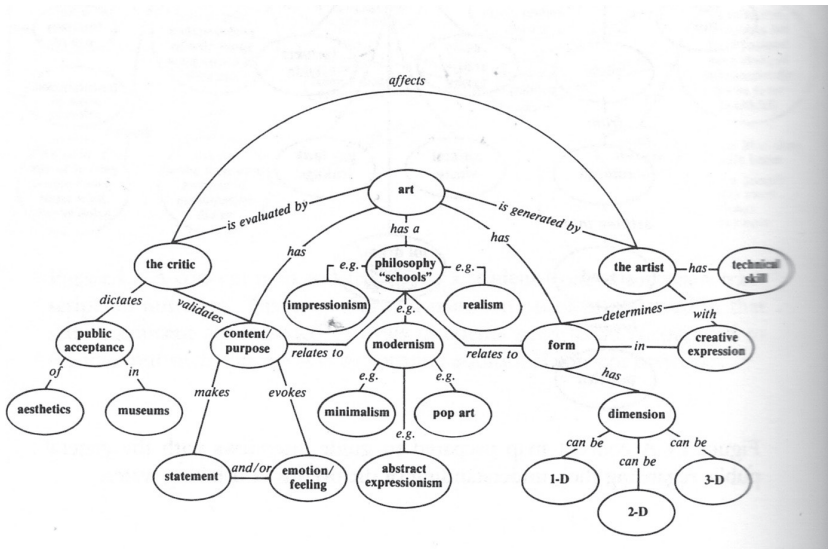 affects
art
is evaluated by
is generated by
has a
has
has
the critic
e.g.
philosophy
"schools"
e.g.
the artist
has
technical
skill
dictates
validates
impressionism
realism
determines
with
public
acceptance
content/
purpose
relates to
e.g.
modernism
relates to
form
in
creative
expression
of
in
makes
evokes
e.g.
e.g.
has
aesthetics
museums
minimalism
pop art
dimension
e.g.
can be
can be
can be
statement
and/or
emotion/
feeling
abstract
expressionism
1-D
2-D
3-D